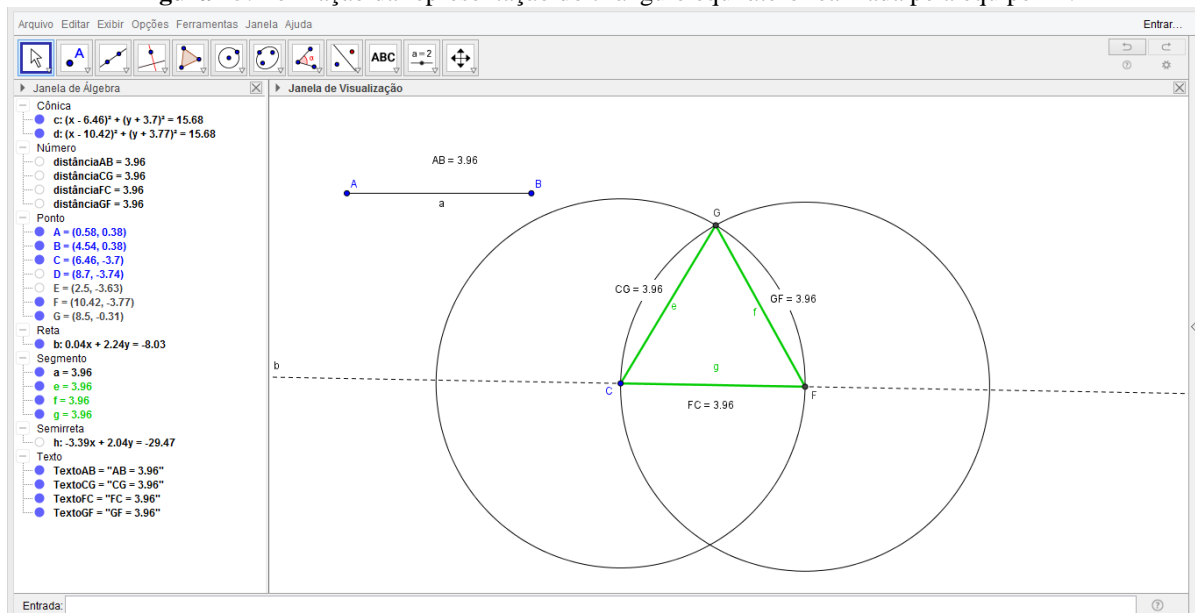 Arquivo Editar Exibir Opções Ferramentas Janela Ajuda
Entrar...
A
α
ABC
a=2
Janela de Álgebra
Janela de Visualização
Cônica
c: (x - 6.46)² + (y + 3.7)² = 15.68
d: (x - 10.42)² + (y + 3.77)² = 15.68
Número
distânciaAB = 3.96
distânciaCG = 3.96
distânciaFC = 3.96
distânciaGF = 3.96
Ponto
A = (0.58, 0.38)
B = (4.54, 0.38)
C = (6.46, -3.7)
D = (8.7, -3.74)
E = (2.5, -3.63)
F = (10.42, -3.77)
G = (8.5, -0.31)
Reta
b: 0.04x + 2.24y = -8.03
Segmento
a = 3.96
e = 3.96
f = 3.96
g = 3.96
Semirreta
h: -3.39x + 2.04y = -29.47
Texto
TextoAB = "AB = 3.96"
TextoCG = "CG = 3.96"
TextoFC = "FC = 3.96"
TextoGF = "GF = 3.96"
AB = 3.96
A
B
a
G
CG = 3.96
GF = 3.96
e
f
g
b
C
F
FC = 3.96
Entrada: